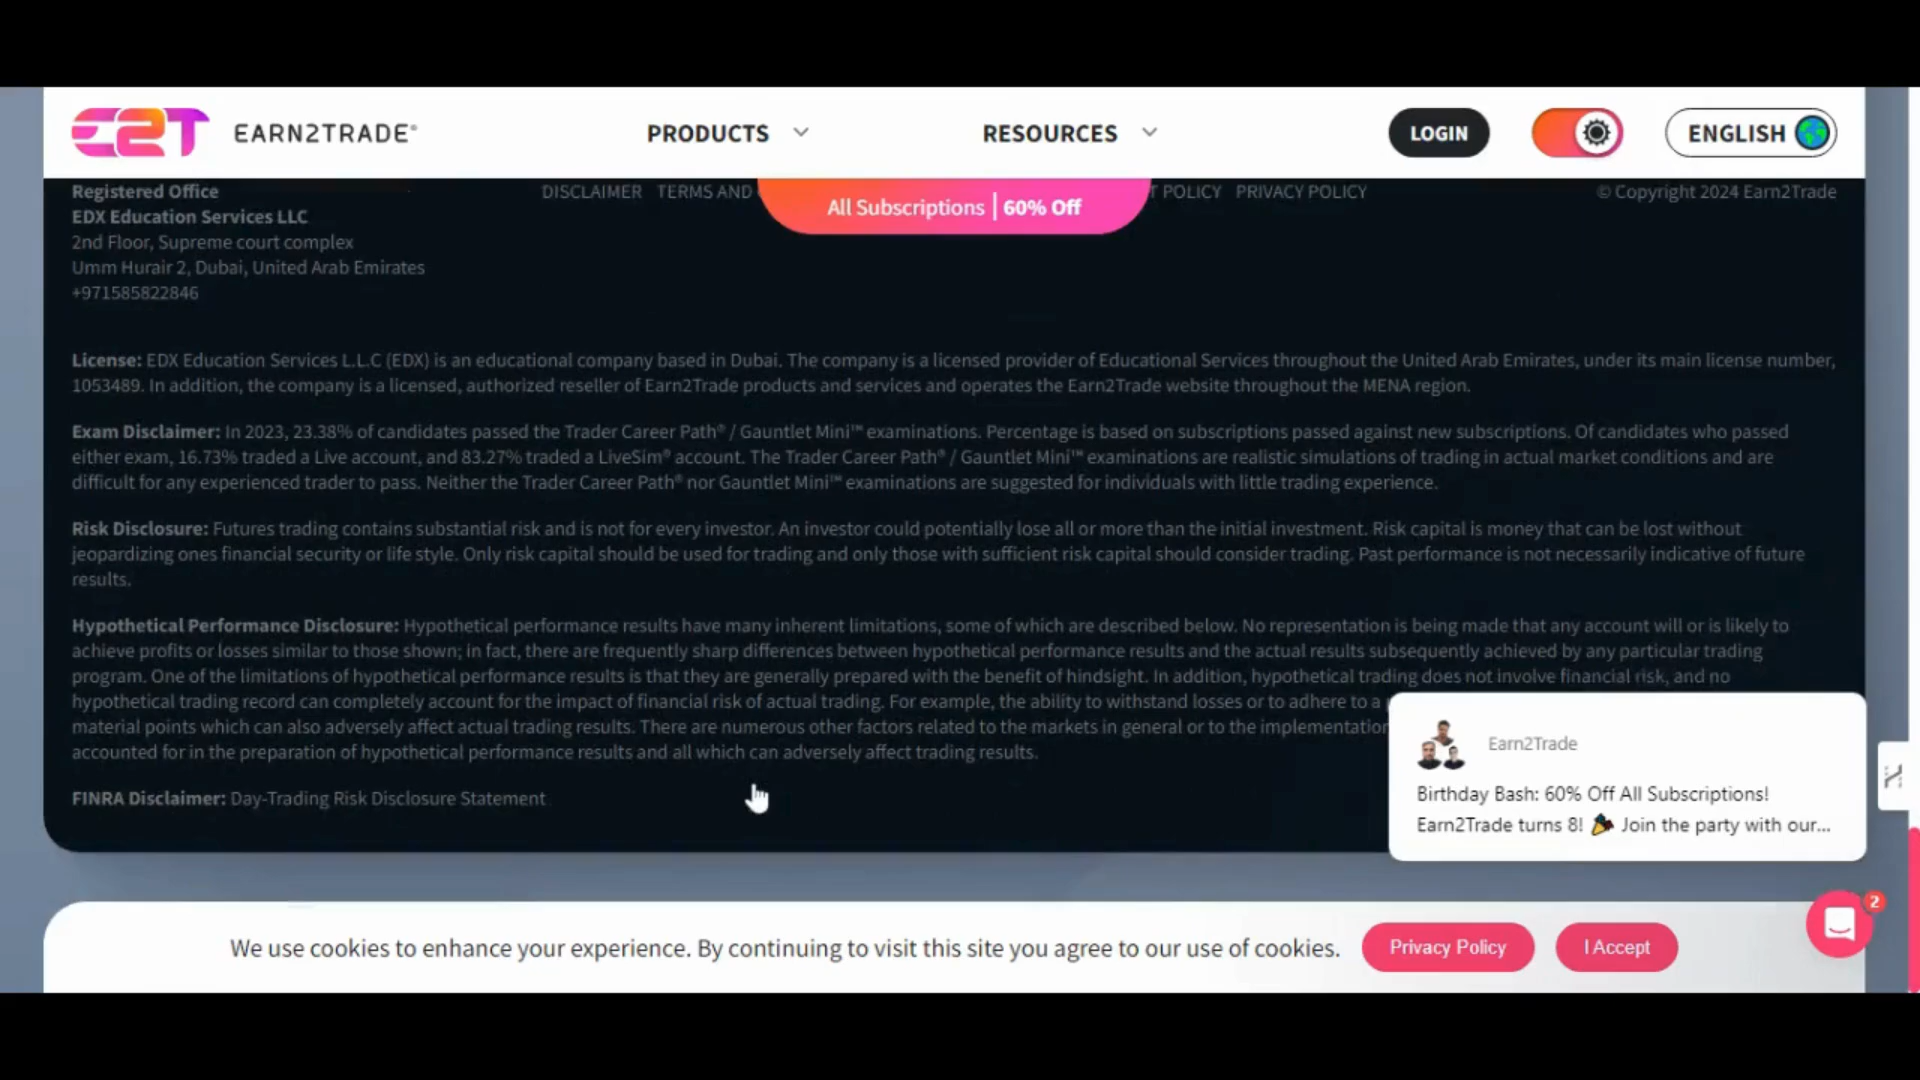 E2T EARN2TRADE® PRODUCTS RESOURCES LOGIN ENGLISH
All Subscriptions | 60% Off
Registered Office
EDX Education Services LLC
2nd Floor, Supreme court complex
Umm Hurair 2, Dubai, United Arab Emirates
+971585822846
DISCLAIMER TERMS AND T POLICY PRIVACY POLICY
© Copyright 2024 Earn2Trade
License: EDX Education Services L.L.C (EDX) is an educational company based in Dubai. The company is a licensed provider of Educational Services throughout the United Arab Emirates, under its main license number,
1053489. In addition, the company is a licensed, authorized reseller of Earn2Trade products and services and operates the Earn2Trade website throughout the MENA region.
Exam Disclaimer: In 2023, 23.38% of candidates passed the Trader Career Path® / Gauntlet Mini™ examinations. Percentage is based on subscriptions passed against new subscriptions. Of candidates who passed
either exam, 16.73% traded a Live account, and 83.27% traded a LiveSim® account. The Trader Career Path® / Gauntlet Mini™ examinations are realistic simulations of trading in actual market conditions and are
difficult for any experienced trader to pass. Neither the Trader Career Path® nor Gauntlet Mini™ examinations are suggested for individuals with little trading experience.
Risk Disclosure: Futures trading contains substantial risk and is not for every investor. An investor could potentially lose all or more than the initial investment. Risk capital is money that can be lost without
jeopardizing ones financial security or life style. Only risk capital should be used for trading and only those with sufficient risk capital should consider trading. Past performance is not necessarily indicative of future
results.
Hypothetical Performance Disclosure: Hypothetical performance results have many inherent limitations, some of which are described below. No representation is being made that any account will or is likely to
achieve profits or losses similar to those shown; in fact, there are frequently sharp differences between hypothetical performance results and the actual results subsequently achieved by any particular trading
program. One of the limitations of hypothetical performance results is that they are generally prepared with the benefit of hindsight. In addition, hypothetical trading does not involve financial risk, and no
hypothetical trading record can completely account for the impact of financial risk of actual trading. For example, the ability to withstand losses or to adhere to a
material points which can also adversely affect actual trading results. There are numerous other factors related to the markets in general or to the implementation
accounted for in the preparation of hypothetical performance results and all which can adversely affect trading results.
FINRA Disclaimer: Day-Trading Risk Disclosure Statement
Earn2Trade
Birthday Bash: 60% Off All Subscriptions!
Earn2Trade turns 8! Join the party with our...
2
We use cookies to enhance your experience. By continuing to visit this site you agree to our use of cookies. Privacy Policy I Accept